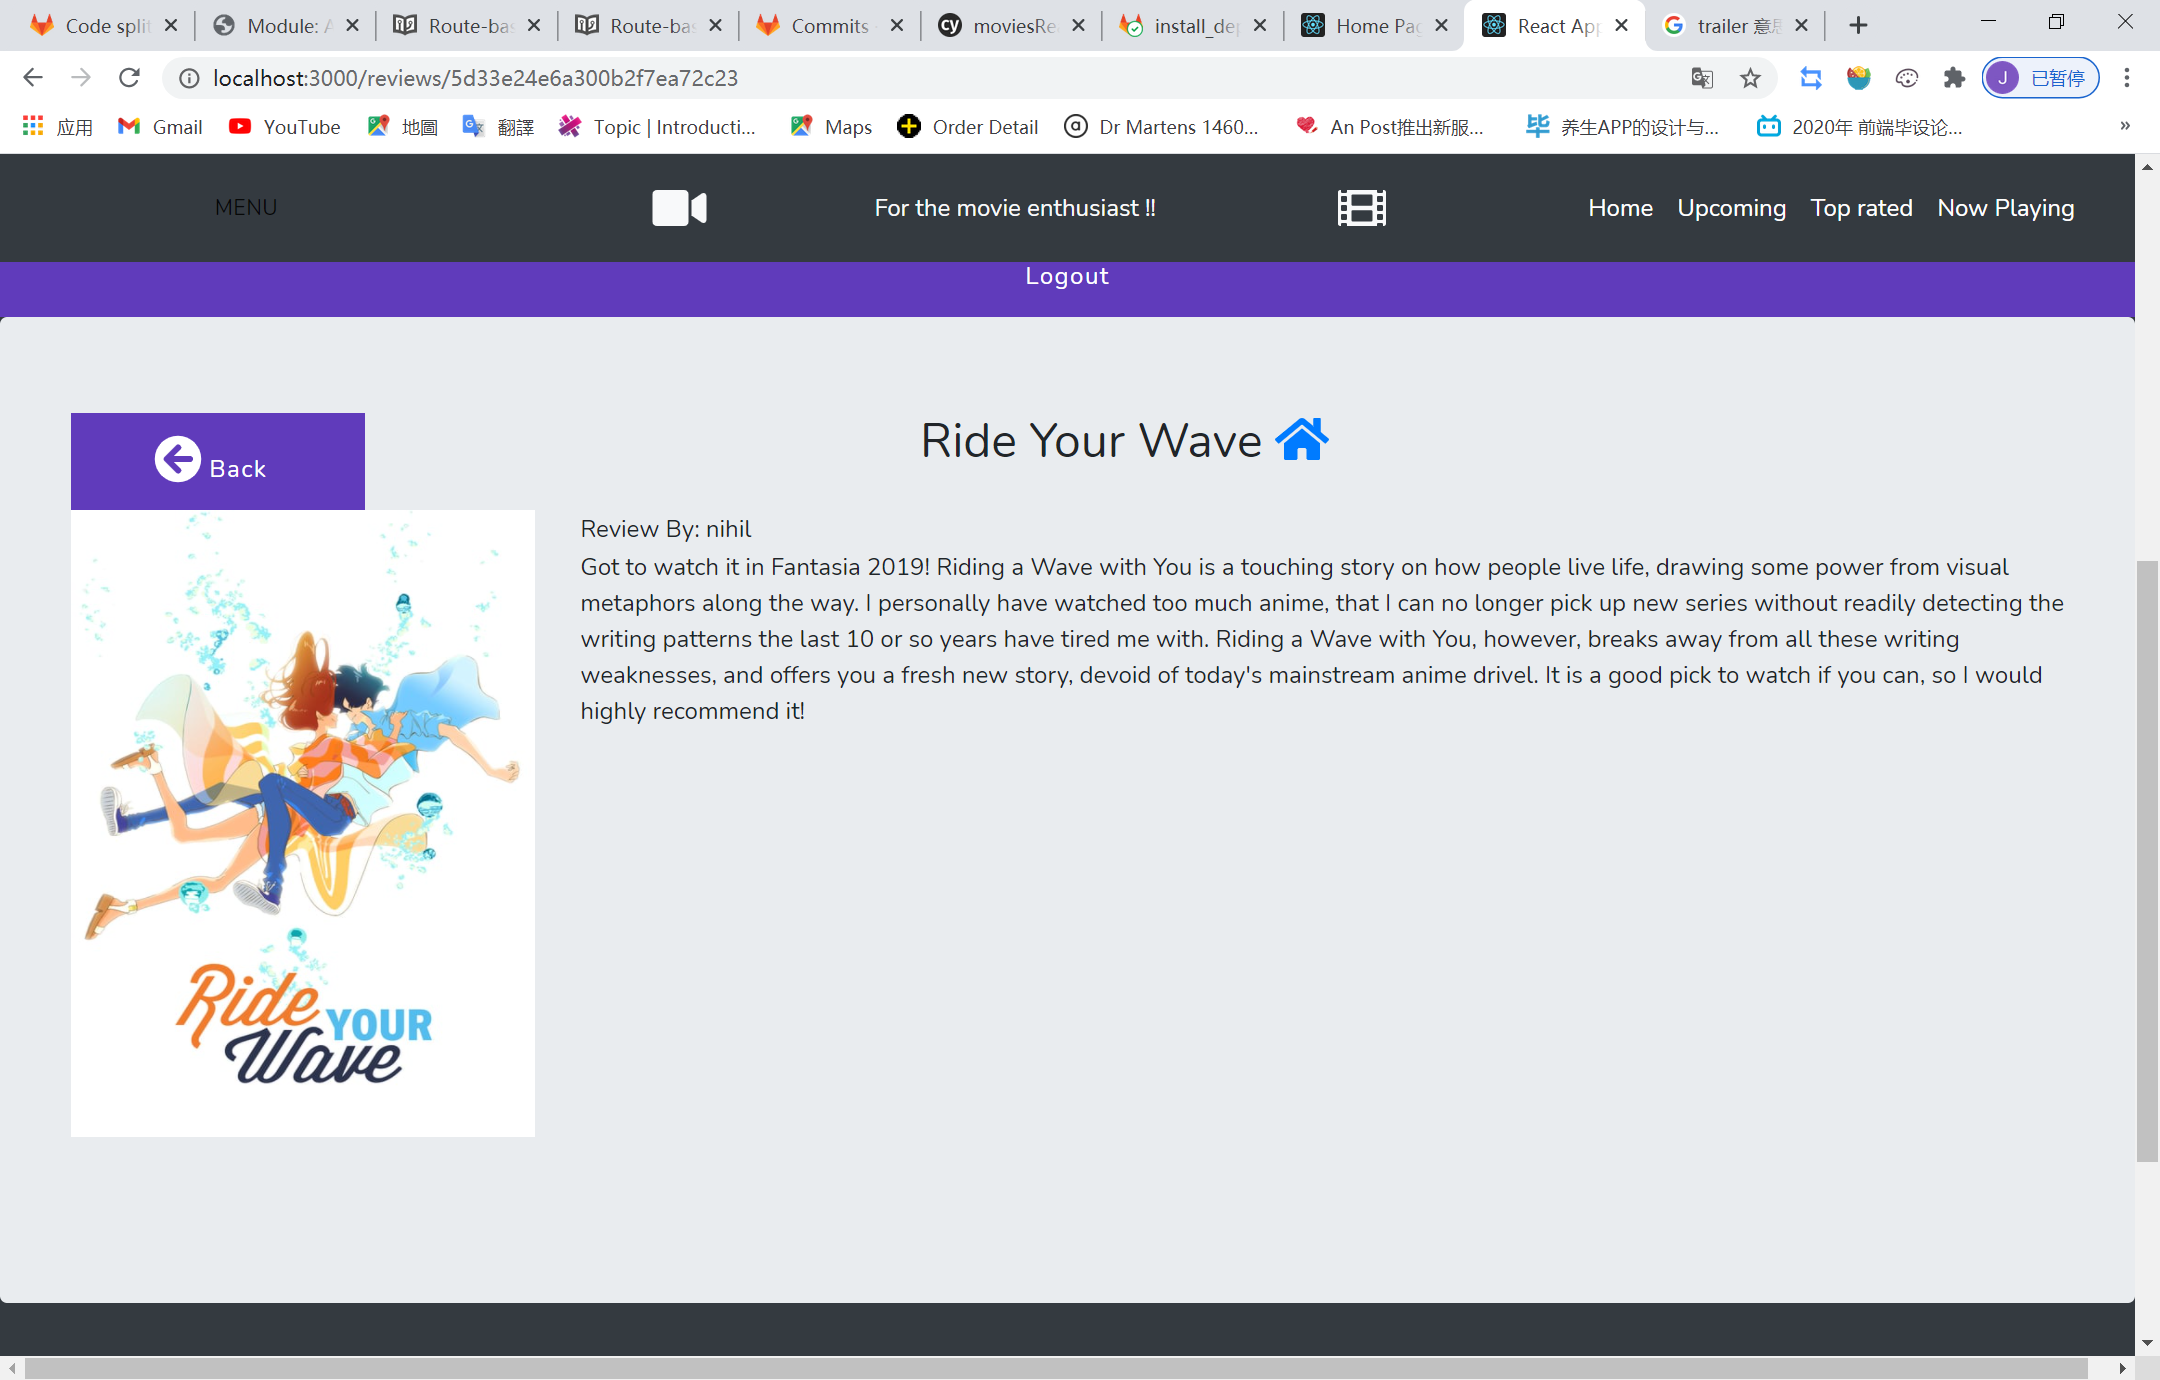 Code spli
Module: A
Route-bas
Route-bas
Commits
moviesRe
install_dep
Home Pag
React App
trailer 意思
localhost:3000/reviews/5d33e24e6a300b2f7ea72c23
J 已暂停
应用
Gmail
YouTube
地圖
翻譯
Topic | Introducti...
Maps
Order Detail
Dr Martens 1460...
An Post推出新服...
毕 养生APP的设计与...
2020年 前端毕设论...
»
MENU
For the movie enthusiast !!
Home Upcoming Top rated Now Playing
Logout
Back
Ride Your Wave
Review By: nihil
Got to watch it in Fantasia 2019! Riding a Wave with You is a touching story on how people live life, drawing some power from visual
metaphors along the way. I personally have watched too much anime, that I can no longer pick up new series without readily detecting the
writing patterns the last 10 or so years have tired me with. Riding a Wave with You, however, breaks away from all these writing
weaknesses, and offers you a fresh new story, devoid of today's mainstream anime drivel. It is a good pick to watch if you can, so I would
highly recommend it!
Ride YOUR
Wave